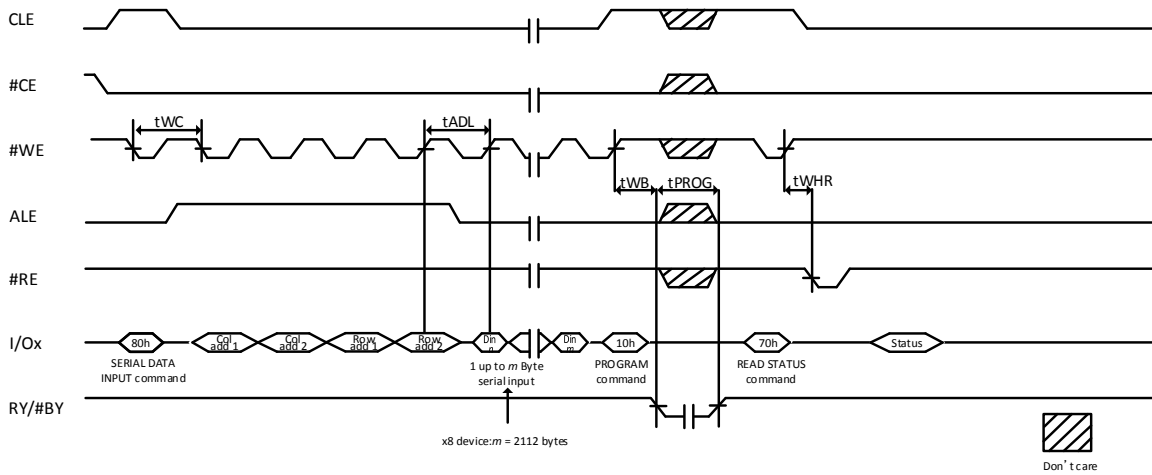 CLE
#CE
tWC
tADL
#WE
tWB
tPROG
tWHR
ALE
#RE
I/Ox
80h
Col
add 1
Col
add 2
Row
add 1
Row
add 2
Din
n
Din
m
10h
70h
Status
SERIAL DATA
INPUT command
1 up to m Byte
serial input
PROGRAM
command
READ STATUS
command
RY/#BY
x8 device:m = 2112 bytes
Don't care